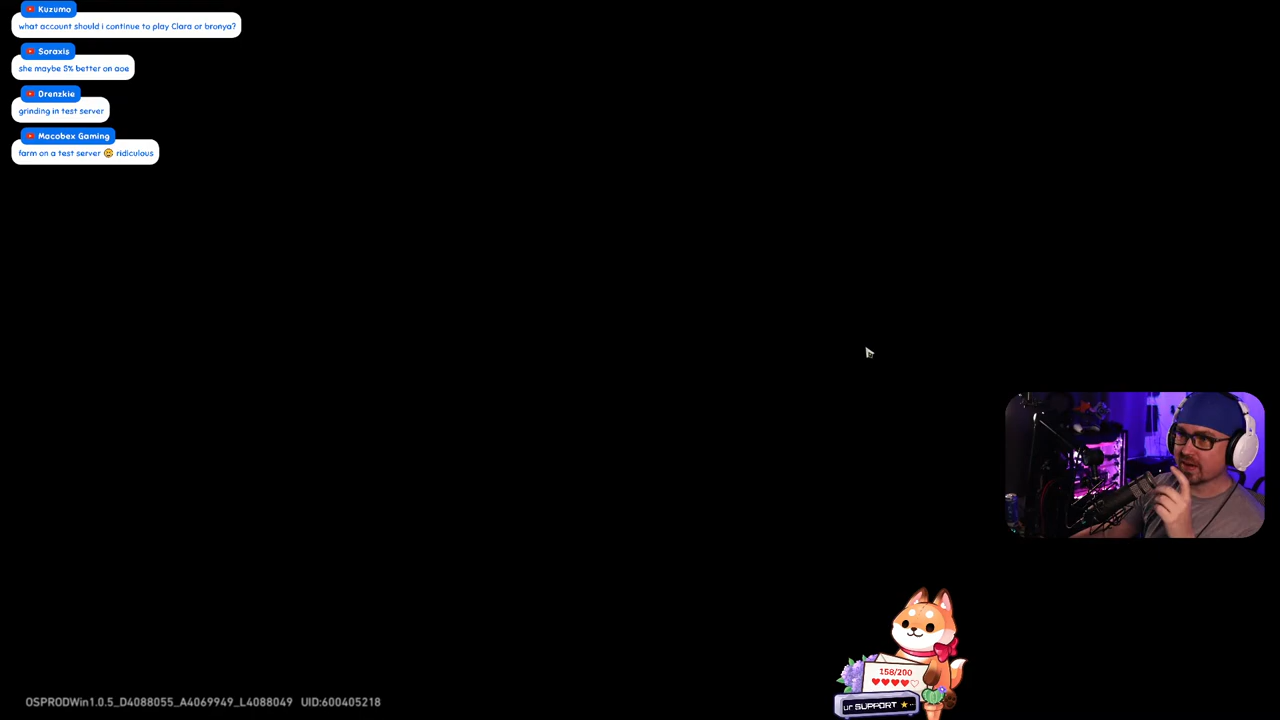 Kuzumo
what account should i continue to play Clara or bronya?
Soraxis
she maybe 5% better on aoe
Drenzkie
grinding in test server
Macobex Gaming
farm on a test server 😆 ridiculous
158/200
ur SUPPORT
OSPRODWin1.0.5_D4088055_A4069949_L4088049 UID:600405218